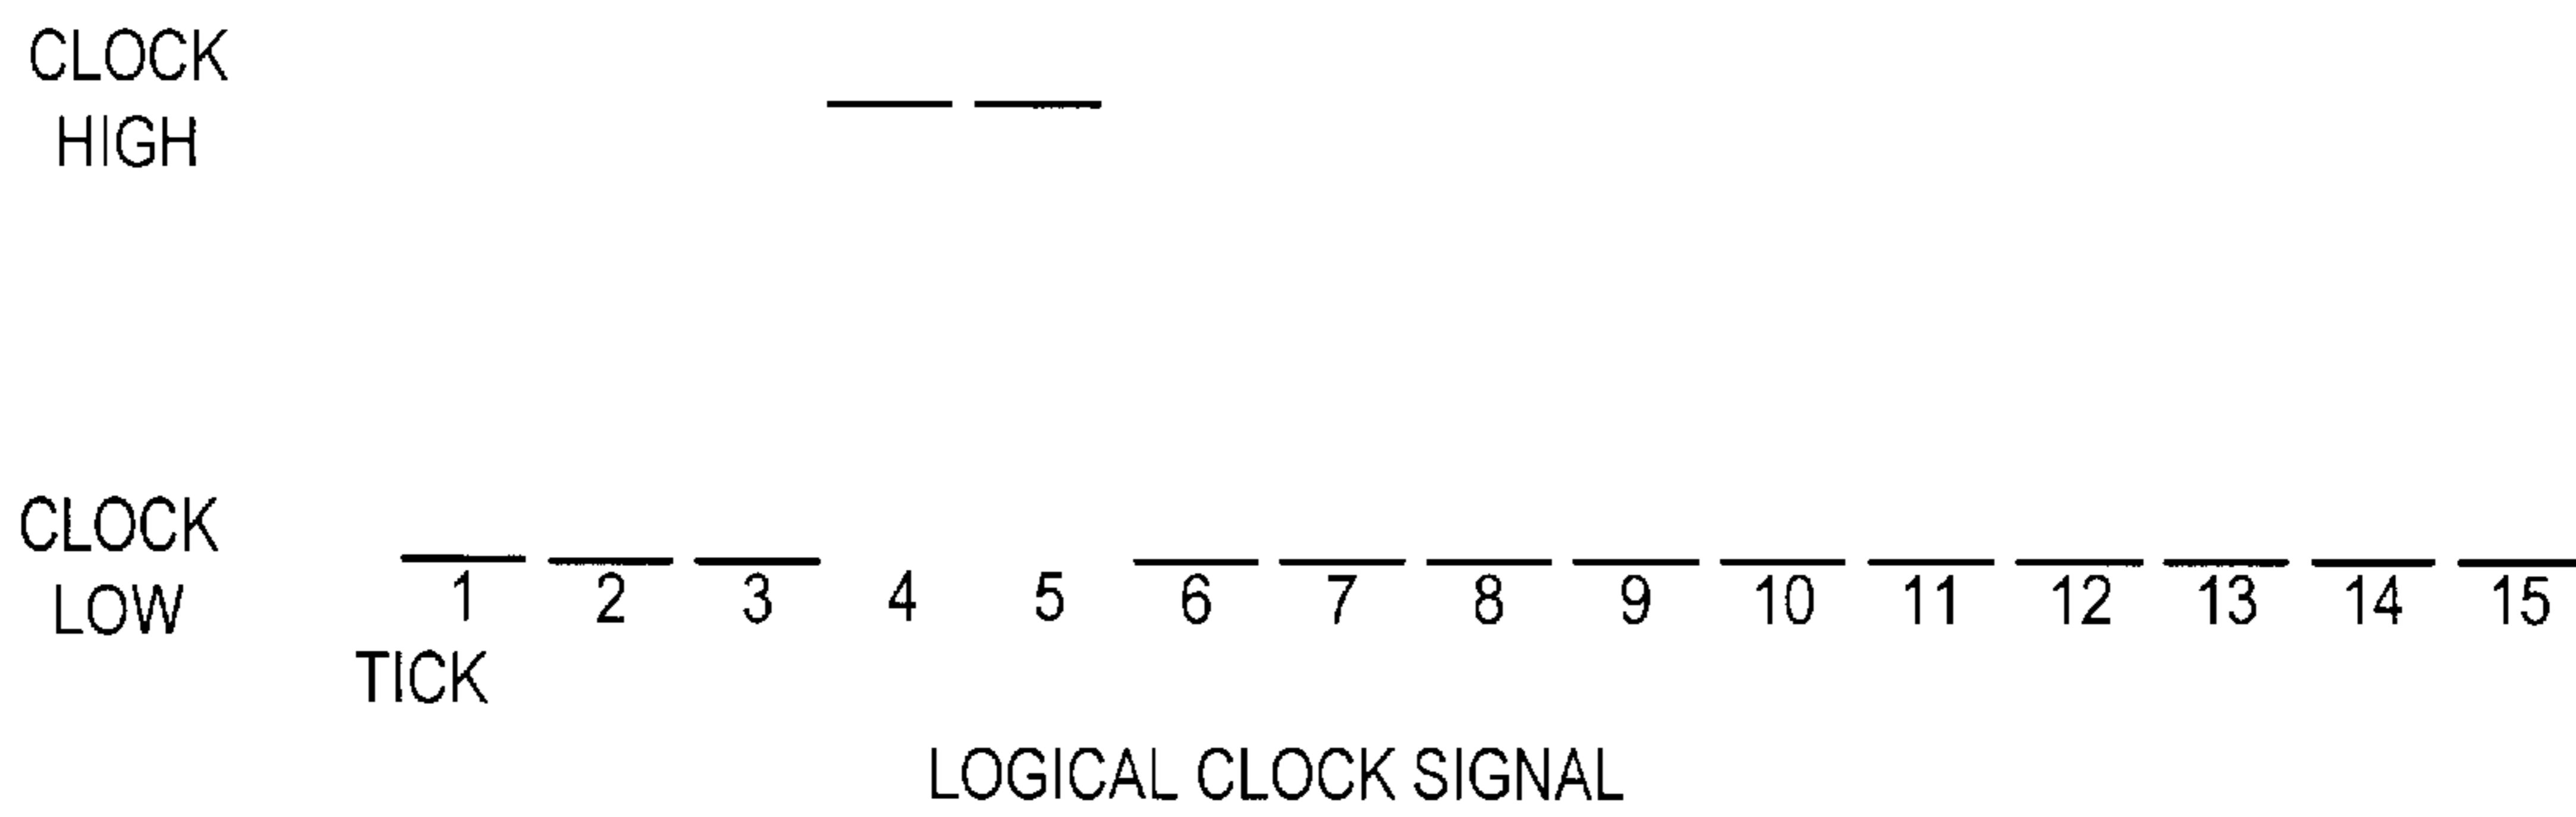 CLOCK
HIGH
CLOCK
LOW
1 2 3 4 5 6 7 8 9 10 11 12 13 14 15
TICK
LOGICAL CLOCK SIGNAL